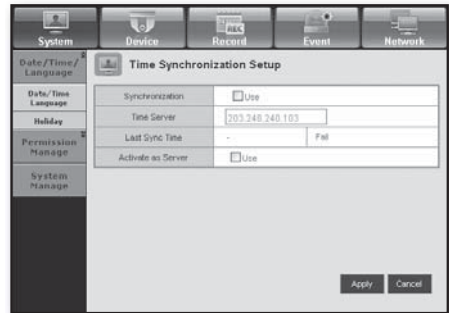 System Device Record Event Network
REC
Date/Time/
Language
Date/Time
Language
Holiday
Permission
Manage
System
Manage
Time Synchronization Setup
Synchronization Use
Time Server 203.248.240.103
Last Sync Time - Fail
Activate as Server Use
Apply Cancel